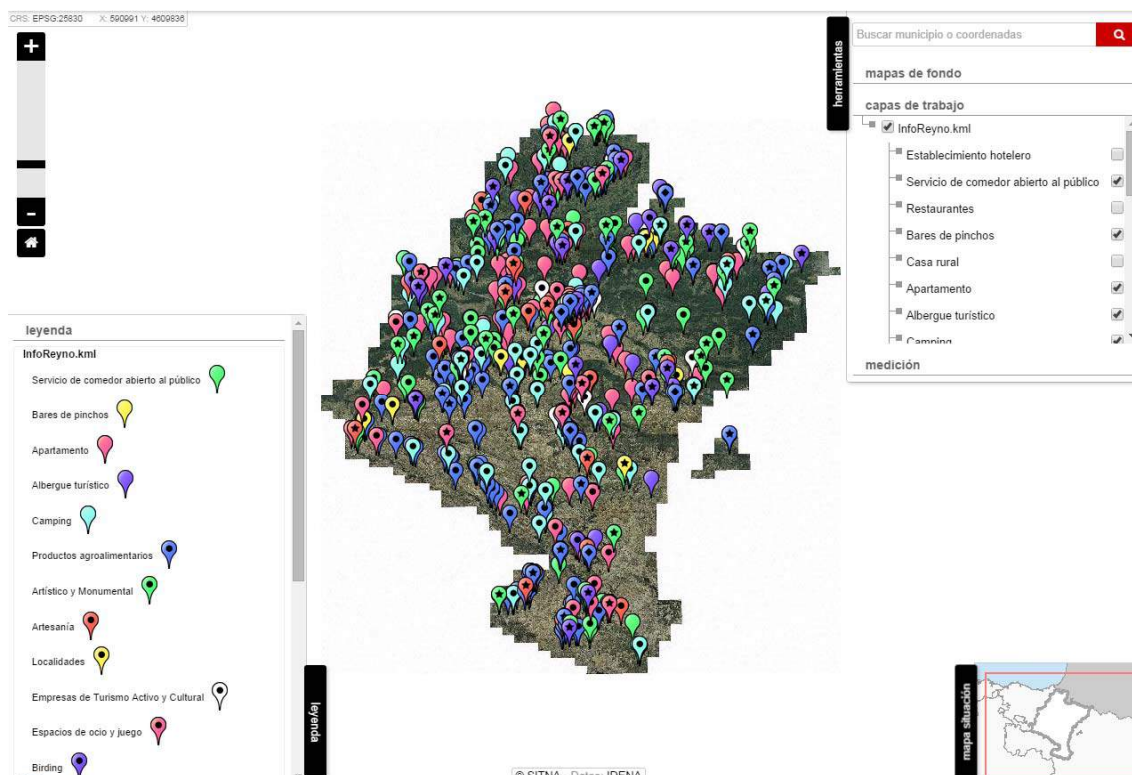 CRS: EPSG:25830 X: 590991 Y: 4609836
+
-
leyenda
InfoReyno.kml
Servicio de comedor abierto al público
Bares de pinchos
Apartamento
Albergue turístico
Camping
Productos agroalimentarios
Artístico y Monumental
Artesanía
Localidades
Empresas de Turismo Activo y Cultural
Espacios de ocio y juego
Birding
leyenda
herramientas
Buscar municipio o coordenadas
mapas de fondo
capas de trabajo
InfoReyno.kml
Establecimiento hotelero
Servicio de comedor abierto al público
Restaurantes
Bares de pinchos
Casa rural
Apartamento
Albergue turístico
Camping
medición
mapa situación
© SITNA Datos: IDENA